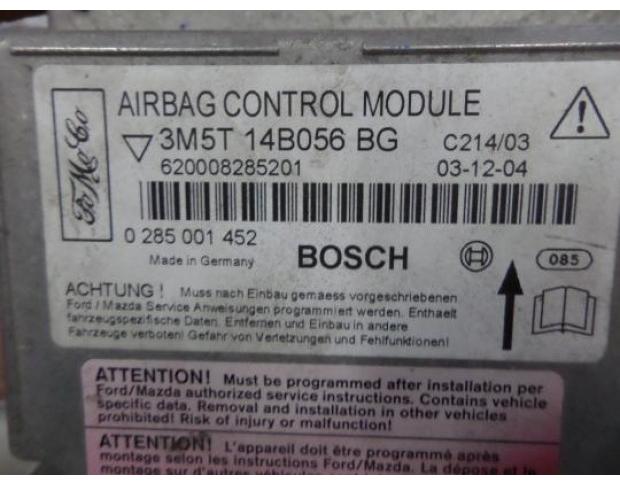 FoMoCo
AIRBAG CONTROL MODULE
3M5T 14B056 BG C214/03
620008285201 03-12-04
0 285 001 452
Made in Germany BOSCH 085
ACHTUNG ! Muss nach Einbau gemaess vorgeschriebenen
Ford / Mazda Service Anweisungen programmiert werden. Enthaelt
fahrzeugspezifische Daten. Entfernen und Einbau in andere
Fahrzeuge verboten! Gefahr von Verletzungen und Fehlfunktionen!
ATTENTION! Must be programmed after installation per
Ford/Mazda authorized service instructions. Contains vehicle
specific data. Removal and installation in other vehicles
prohibited! Risk of injury or malfunction!
ATTENTION! L'appareil doit être programmé après
montage selon les instructions Ford/Mazda. La dépose et le
montage sur d'autres véhicules